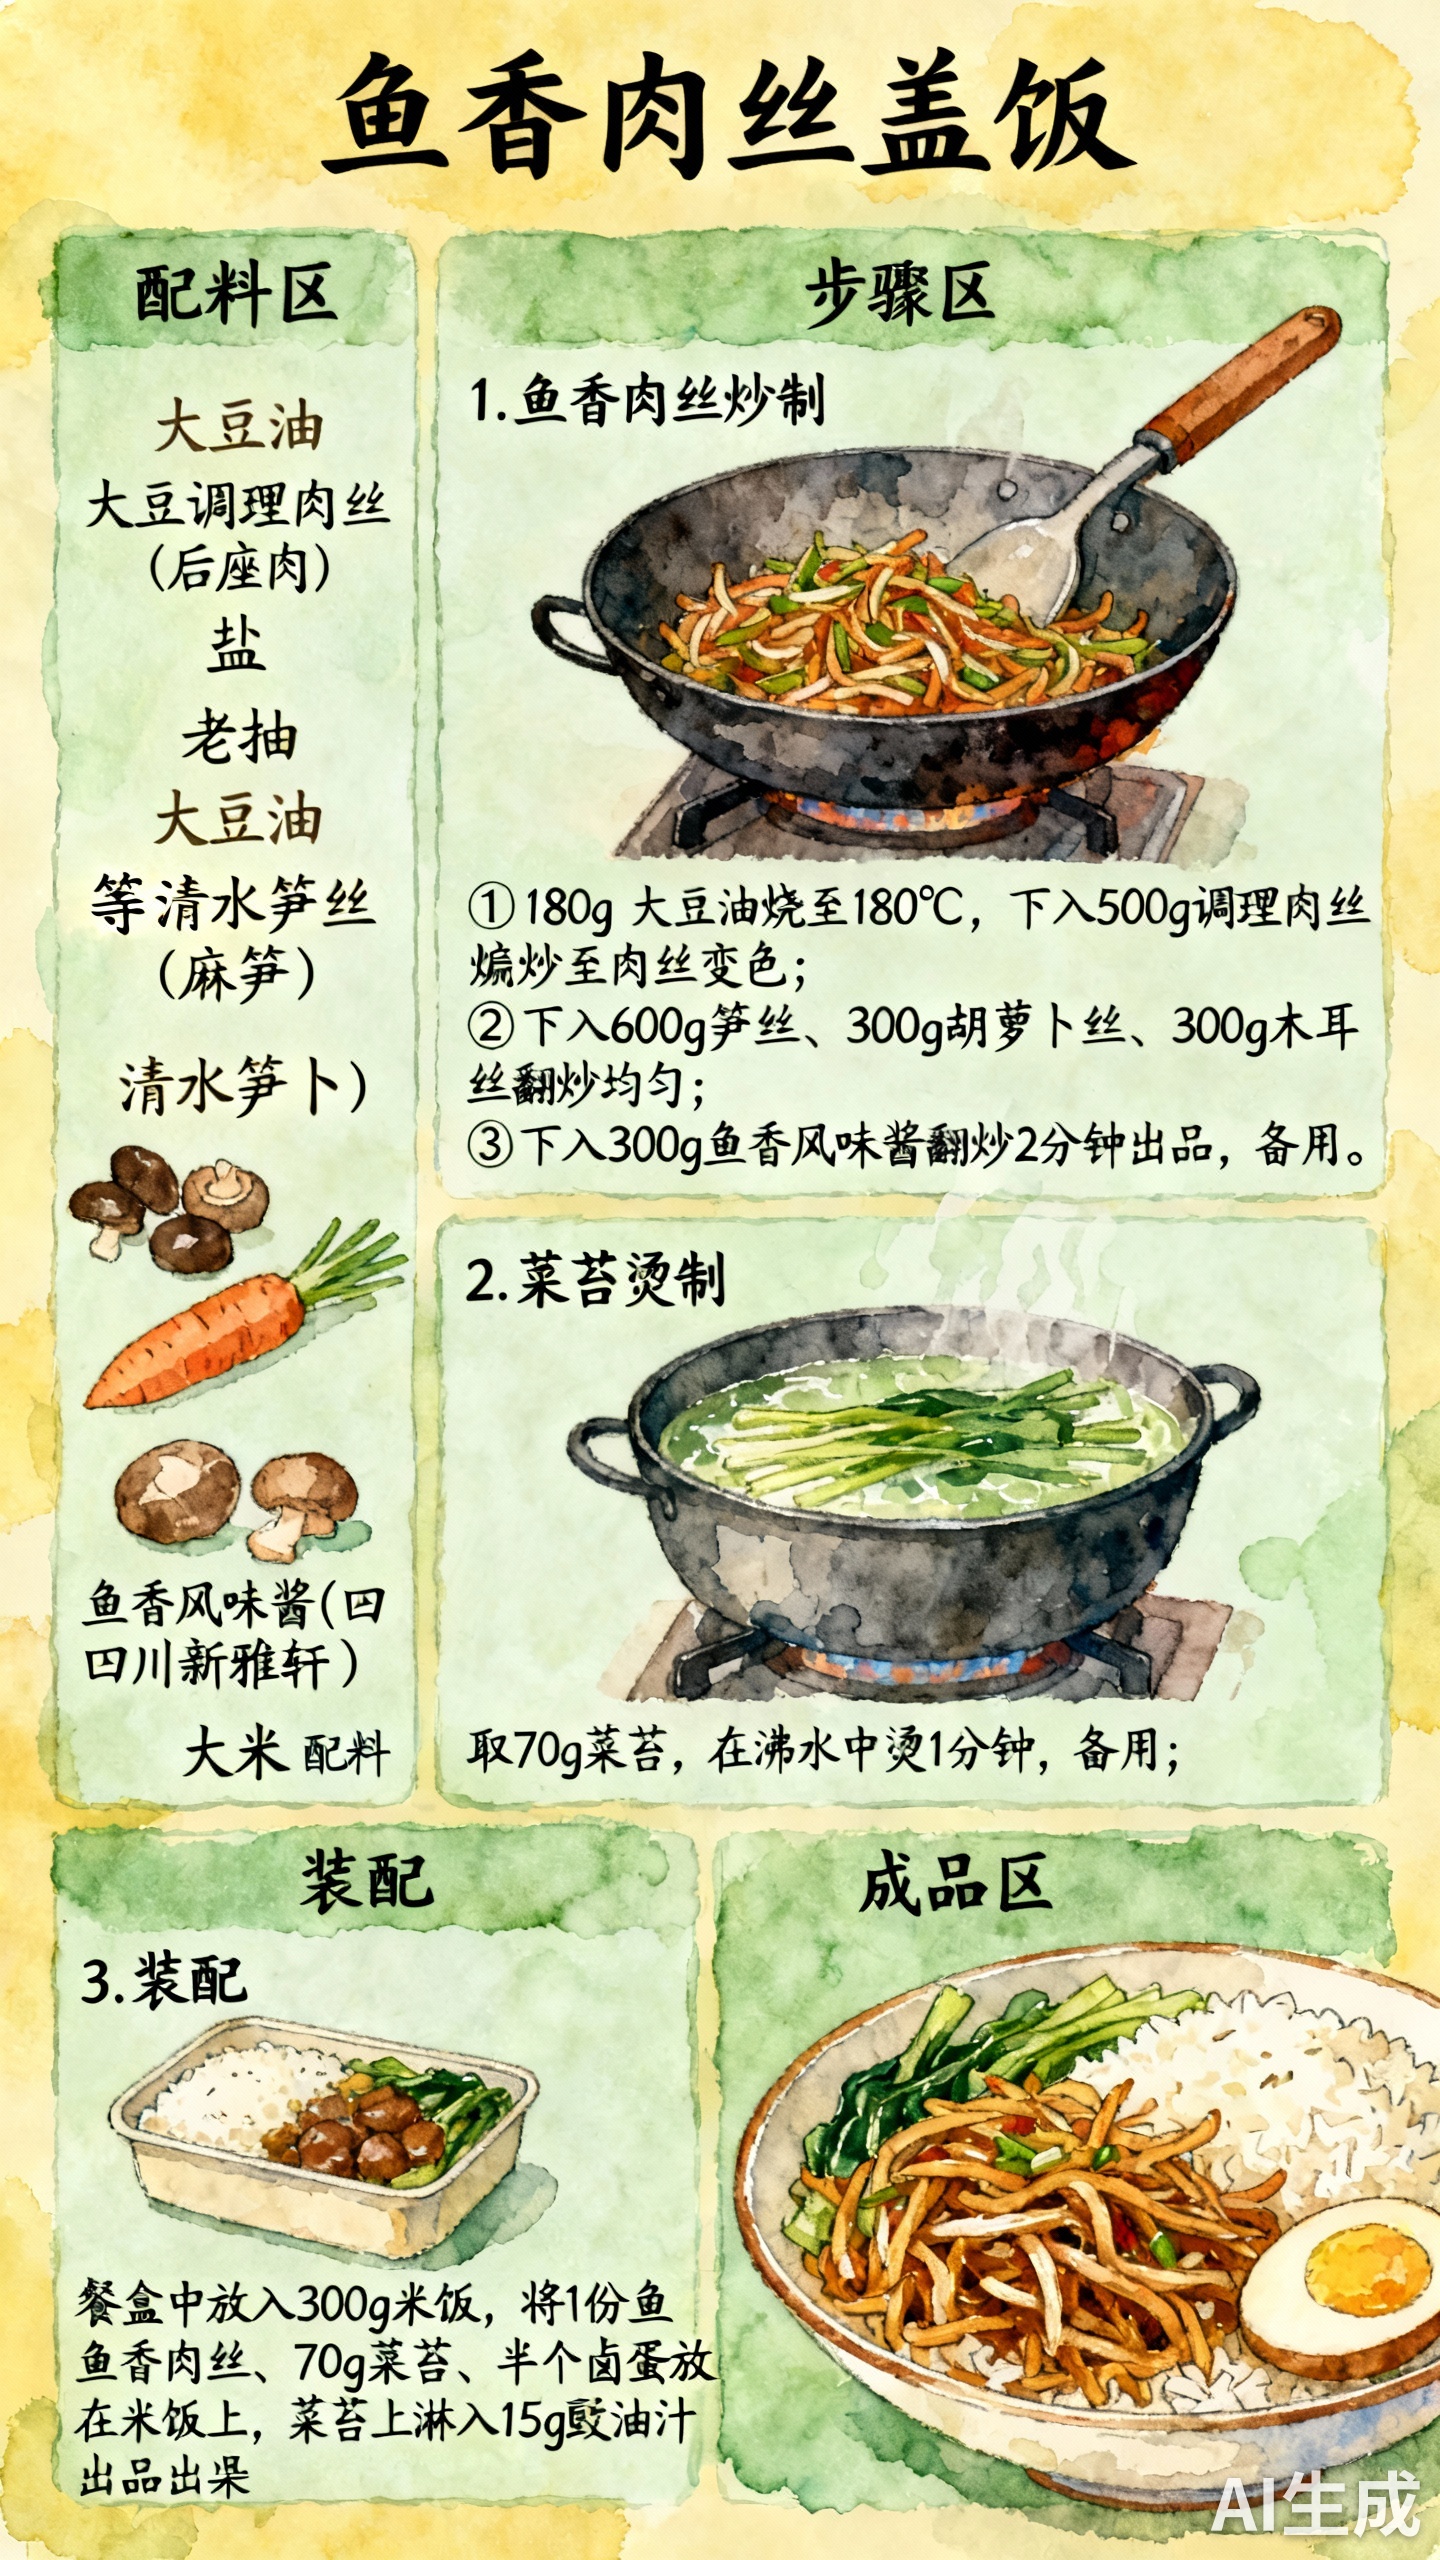 鱼香肉丝盖饭
配料区
大豆油
大豆调理肉丝
(后座肉)
盐
老抽
大豆油
等清水笋丝
(麻笋)
清水笋卜)
鱼香风味酱(四
四川新雅轩)
大米 配料
步骤区
1.鱼香肉丝炒制
①180g 大豆油烧至180℃，下入500g调理肉丝
煸炒至肉丝变色；
②下入600g笋丝、300g胡萝卜丝、300g木耳
丝翻炒均匀；
③下入300g鱼香风味酱翻炒2分钟出品，备用。
2.菜苔烫制
取70g菜苔，在沸水中烫1分钟，备用；
装配
3.装配
餐盒中放入300g米饭，将1份鱼
鱼香肉丝、70g菜苔、半个卤蛋放
在米饭上，菜苔上淋入15g豉油汁
出品出
成品区
AI生成